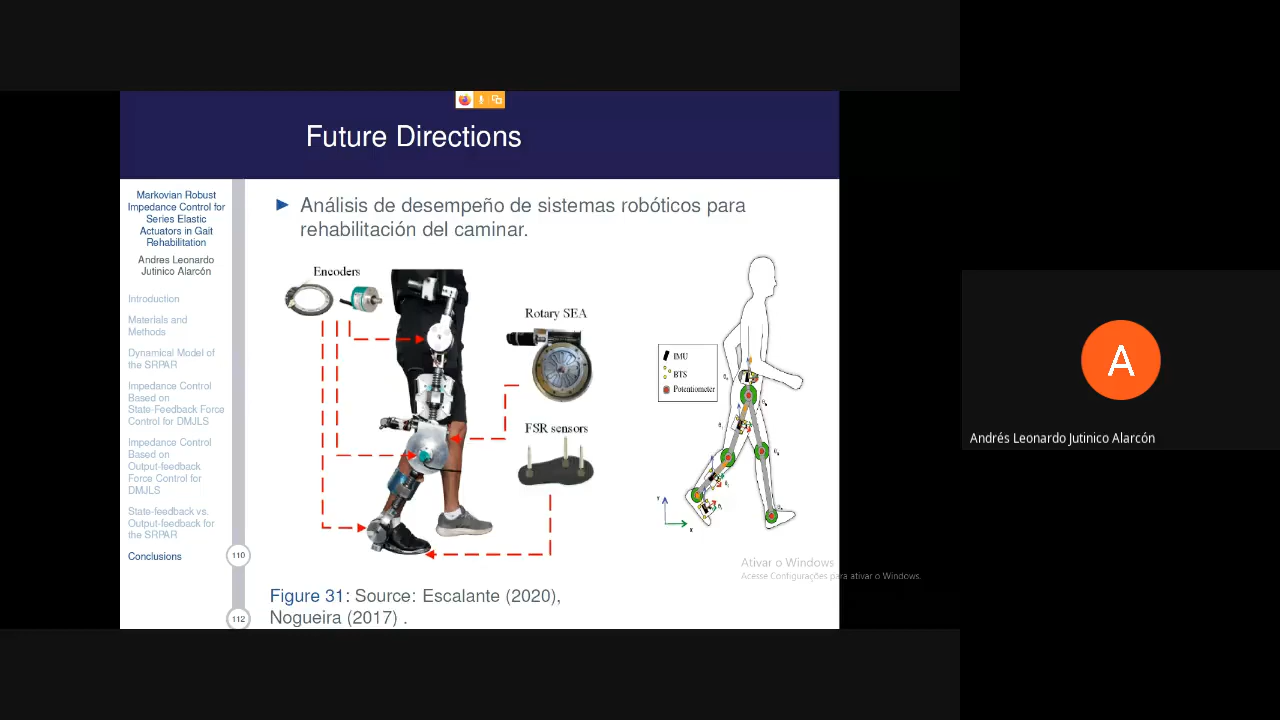 Future Directions
Markovian Robust
Impedance Control for
Series Elastic
Actuators in Gait
Rehabilitation
Andres Leonardo
Jutinico Alarcón
Introduction
Materials and
Methods
Dynamical Model of
the SRPAR
Impedance Control
Based on
State-Feedback Force
Control for DMJLS
Impedance Control
Based on
Output-feedback
Force Control for
DMJLS
State-feedback vs.
Output-feedback for
the SRPAR
Conclusions
110
112
Análisis de desempeño de sistemas robóticos para
rehabilitación del caminar.
Encoders
Rotary SEA
FSR sensors
IMU
BTS
Potentiometer
Y
X
Figure 31: Source: Escalante (2020),
Nogueira (2017) .
Ativar o Windows
Acesse Configurações para ativar o Windows.
A
Andrés Leonardo Jutinico Alarcón